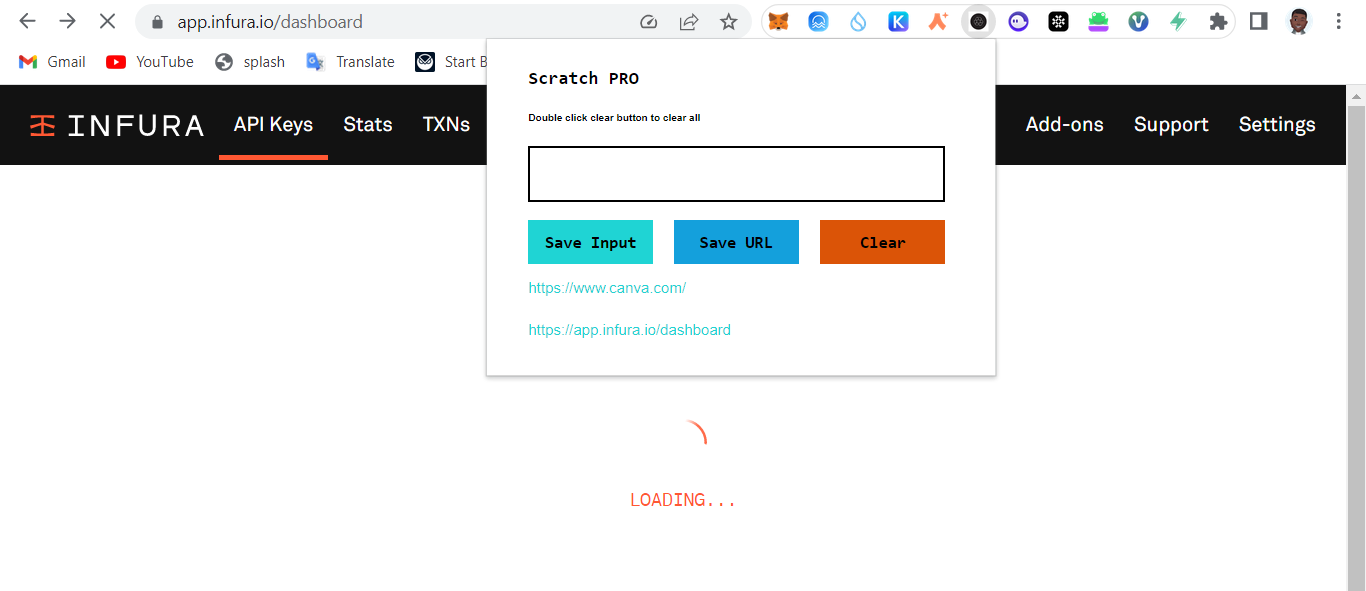 app.infura.io/dashboard
Gmail
YouTube
splash
Translate
Start B
INFURA
API Keys
Stats
TXNs
Add-ons
Support
Settings
Scratch PRO
Double click clear button to clear all
Save Input
Save URL
Clear
https://www.canva.com/
https://app.infura.io/dashboard
LOADING...